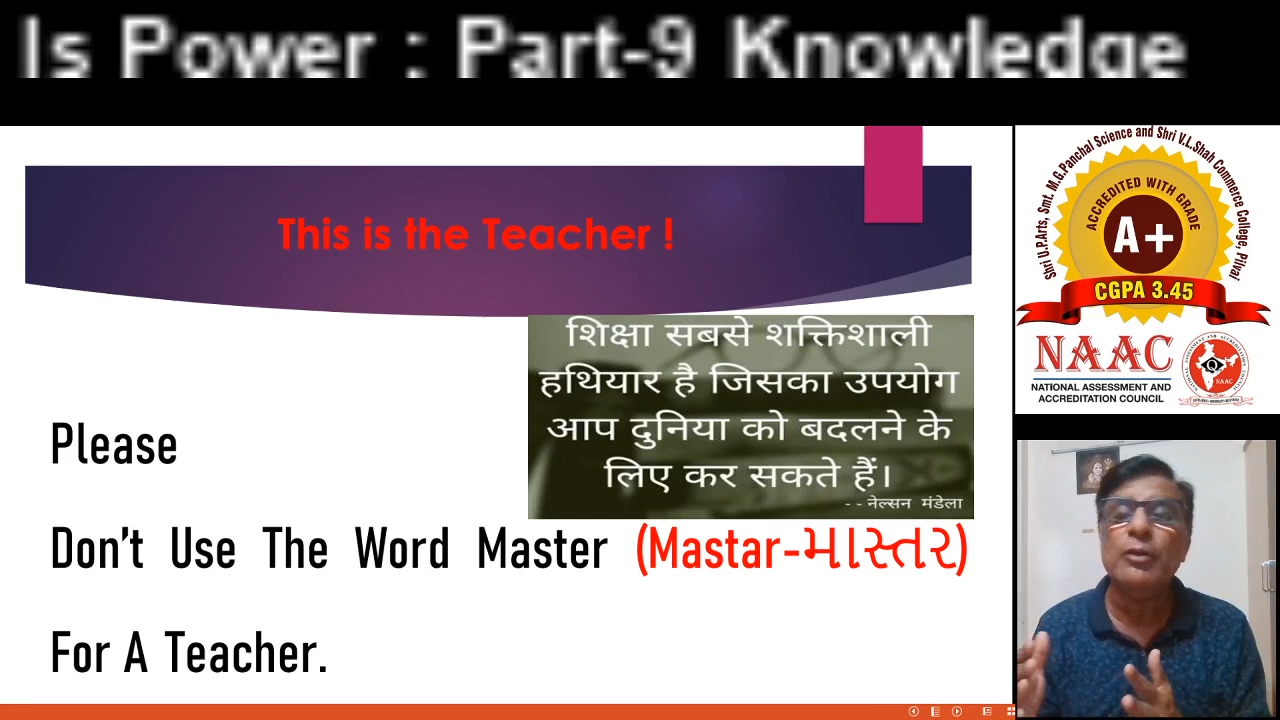 Is Power : Part-9 Knowledge
This is the Teacher !
शिक्षा सबसे शक्तिशाली
हथियार है जिसका उपयोग
आप दुनिया को बदलने के
लिए कर सकते हैं।
-- नेल्सन मंडेला
Please
Don't Use The Word Master (Mastar-માસ્તર)
For A Teacher.
Shri U.P.Arts, Smt. M.G.Panchal Science and Shri V.L.Shah Commerce College, Pilvai
ACCREDITED WITH GRADE
A+
CGPA 3.45
NAAC
NATIONAL ASSESSMENT AND
ACCREDITATION COUNCIL
NAAC